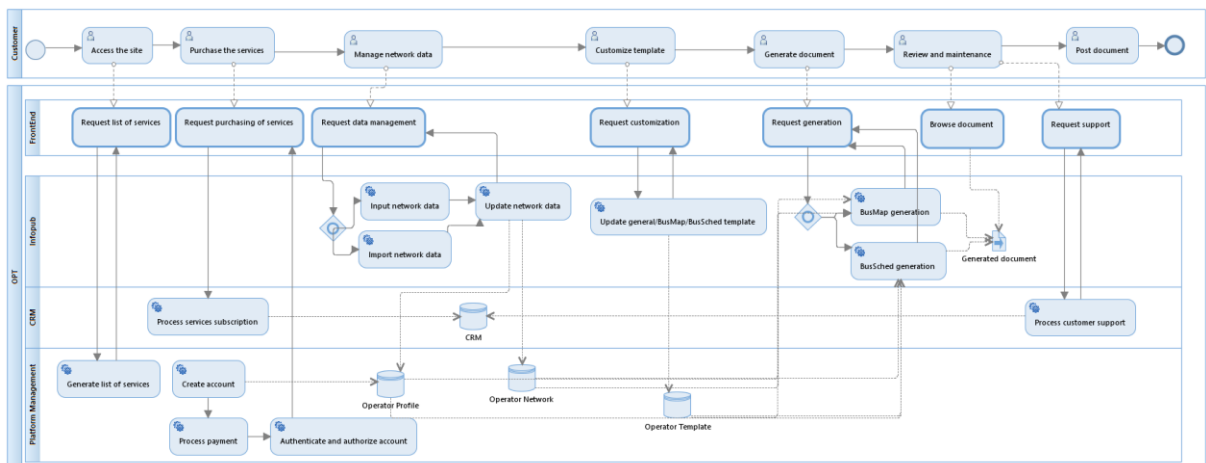 Customer
Access the site
Purchase the services
Manage network data
Customize template
Generate document
Review and maintenance
Post document
OPT
FrontEnd
Request list of services
Request purchasing of services
Request data management
Request customization
Request generation
Browse document
Request support
Infopub
Input network data
Update network data
Import network data
Update general/BusMap/BusSched template
BusMap generation
BusSched generation
Generated document
CRM
Process services subscription
CRM
Process customer support
Platform Management
Generate list of services
Create account
Operator Profile
Operator Network
Operator Template
Process payment
Authenticate and authorize account